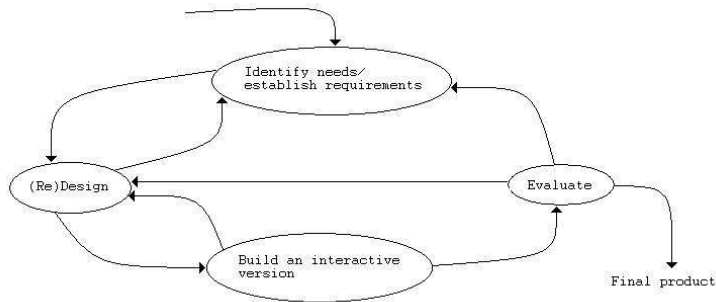 Identify needs/
establish requirements
(Re)Design
Evaluate
Build an interactive
version
Final product